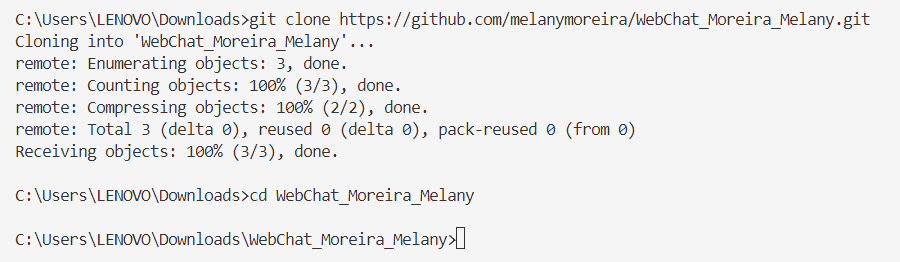 C:\Users\LENOVO\Downloads>git clone https://github.com/melanymoreira/WebChat_Moreira_Melany.git
Cloning into 'WebChat_Moreira_Melany'...
remote: Enumerating objects: 3, done.
remote: Counting objects: 100% (3/3), done.
remote: Compressing objects: 100% (2/2), done.
remote: Total 3 (delta 0), reused 0 (delta 0), pack-reused 0 (from 0)
Receiving objects: 100% (3/3), done.
C:\Users\LENOVO\Downloads>cd WebChat_Moreira_Melany
C:\Users\LENOVO\Downloads\WebChat_Moreira_Melany>